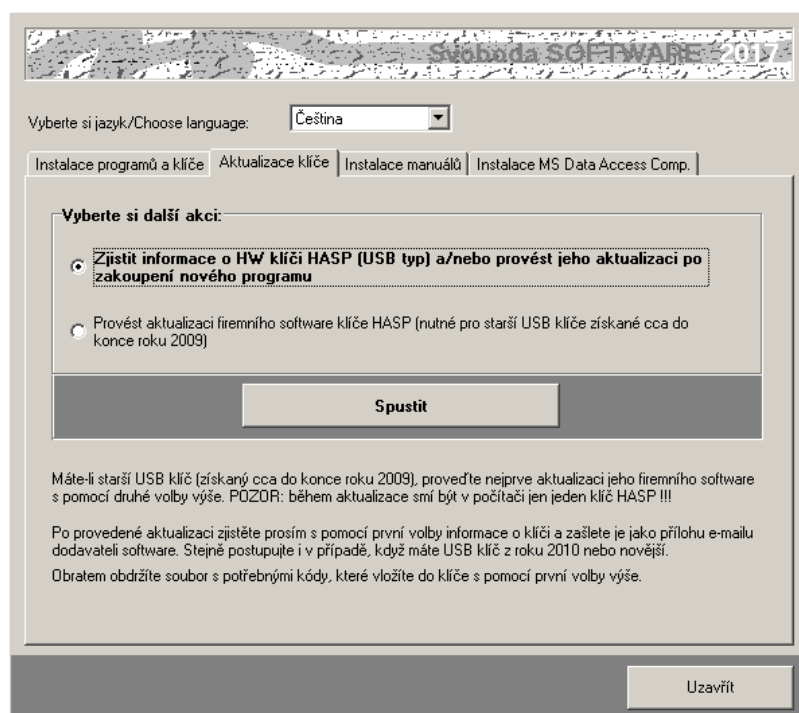 Svoboda SOFTWARE 2017
Vyberte si jazyk/Choose language:
Čeština
Instalace programů a klíče
Aktualizace klíče
Instalace manuálů
Instalace MS Data Access Comp.
Vyberte si další akci:
Zjistit informace o HW klíči HASP (USB typ) a/nebo provést jeho aktualizaci po
zakoupení nového programu
Provést aktualizaci firemního software klíče HASP (nutné pro starší USB klíče získané cca do
konce roku 2009)
Spustit
Máte-li starší USB klíč (získaný cca do konce roku 2009), proveďte nejprve aktualizaci jeho firemního software
s pomocí druhé volby výše. POZOR: během aktualizace smí být v počítači jen jeden klíč HASP !!!
Po provedené aktualizaci zjistěte prosím s pomocí první volby informace o klíči a zašlete je jako přílohu e-mailu
dodavateli software. Stejně postupujte i v případě, když máte USB klíč z roku 2010 nebo novější.
Obratem obdržíte soubor s potřebnými kódy, které vložíte do klíče s pomocí první volby výše.
Uzavřít